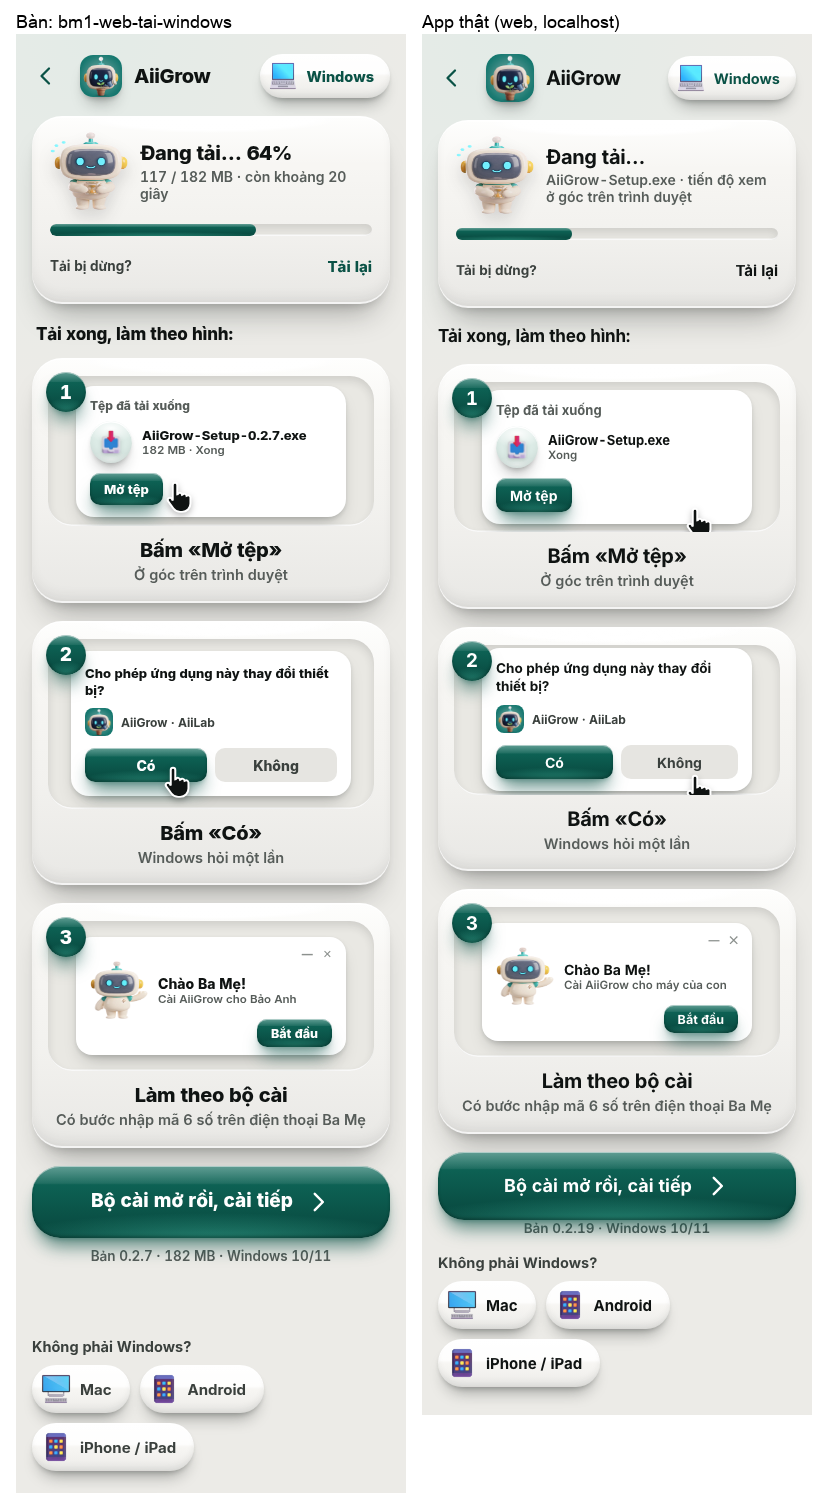 Bàn: bm1-web-tai-windows
AiiGrow
Windows
Đang tải... 64%
117 / 182 MB · còn khoảng 20
giây
Tải bị dừng?
Tải lại
Tải xong, làm theo hình:
1
Tệp đã tải xuống
AiiGrow-Setup-0.2.7.exe
182 MB · Xong
Mở tệp
Bấm «Mở tệp»
Ở góc trên trình duyệt
2
Cho phép ứng dụng này thay đổi thiết
bị?
AiiGrow · AiiLab
Có
Không
Bấm «Có»
Windows hỏi một lần
3
Chào Ba Mẹ!
Cài AiiGrow cho Bảo Anh
Bắt đầu
Làm theo bộ cài
Có bước nhập mã 6 số trên điện thoại Ba Mẹ
Bộ cài mở rồi, cài tiếp
Bản 0.2.7 · 182 MB · Windows 10/11
Không phải Windows?
Mac
Android
iPhone / iPad
App thật (web, localhost)
AiiGrow
Windows
Đang tải...
AiiGrow-Setup.exe · tiến độ xem
ở góc trên trình duyệt
Tải bị dừng?
Tải lại
Tải xong, làm theo hình:
1
Tệp đã tải xuống
AiiGrow-Setup.exe
Xong
Mở tệp
Bấm «Mở tệp»
Ở góc trên trình duyệt
2
Cho phép ứng dụng này thay đổi
thiết bị?
AiiGrow · AiiLab
Có
Không
Bấm «Có»
Windows hỏi một lần
3
Chào Ba Mẹ!
Cài AiiGrow cho máy của con
Bắt đầu
Làm theo bộ cài
Có bước nhập mã 6 số trên điện thoại Ba Mẹ
Bộ cài mở rồi, cài tiếp
Bản 0.2.19 · Windows 10/11
Không phải Windows?
Mac
Android
iPhone / iPad